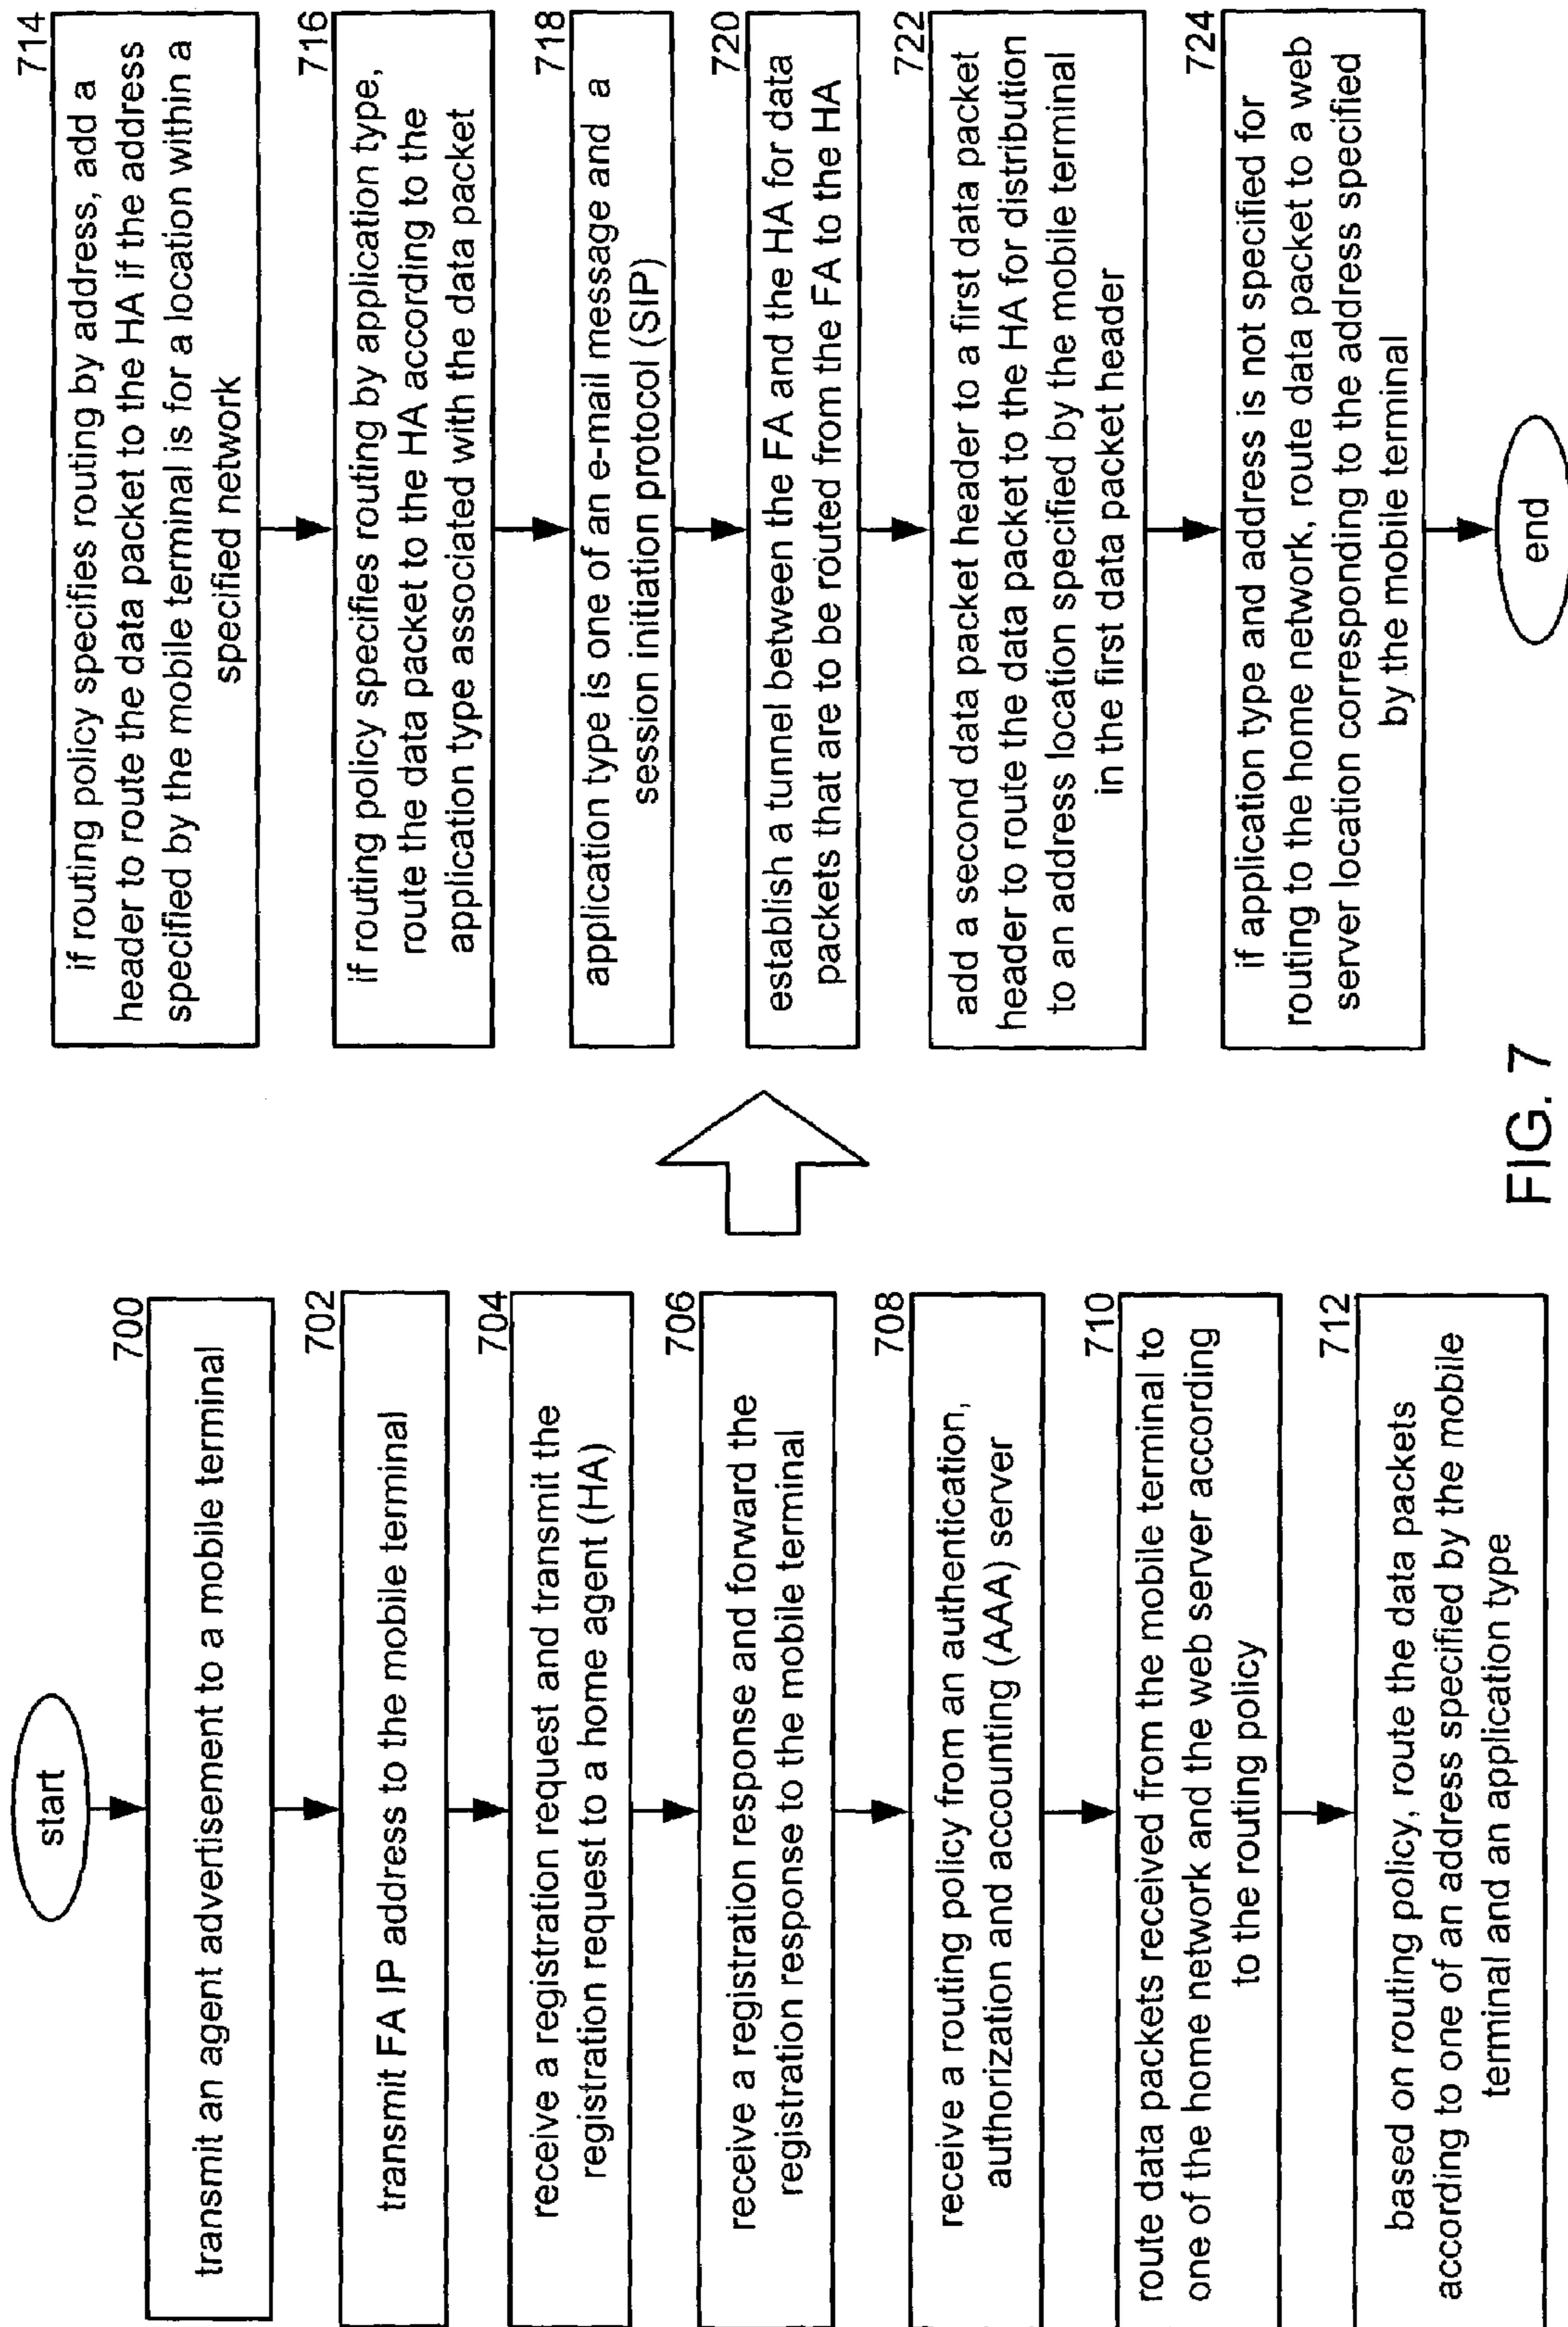 start
700
transmit an agent advertisement to a mobile terminal
702
transmit FA IP address to the mobile terminal
704
receive a registration request and transmit the
registration request to a home agent (HA)
706
receive a registration response and forward the
registration response to the mobile terminal
708
receive a routing policy from an authentication,
authorization and accounting (AAA) server
710
route data packets received from the mobile terminal to
one of the home network and the web server according
to the routing policy
712
based on routing policy, route the data packets
according to one of an address specified by the mobile
terminal and an application type
714
if routing policy specifies routing by address, add a
header to route the data packet to the HA if the address
specified by the mobile terminal is for a location within a
specified network
716
if routing policy specifies routing by application type,
route the data packet to the HA according to the
application type associated with the data packet
718
application type is one of an e-mail message and a
session initiation protocol (SIP)
720
establish a tunnel between the FA and the HA for data
packets that are to be routed from the FA to the HA
722
add a second data packet header to a first data packet
header to route the data packet to the HA for distribution
to an address location specified by the mobile terminal
in the first data packet header
724
if application type and address is not specified for
routing to the home network, route data packet to a web
server location corresponding to the address specified
by the mobile terminal
end
FIG. 7